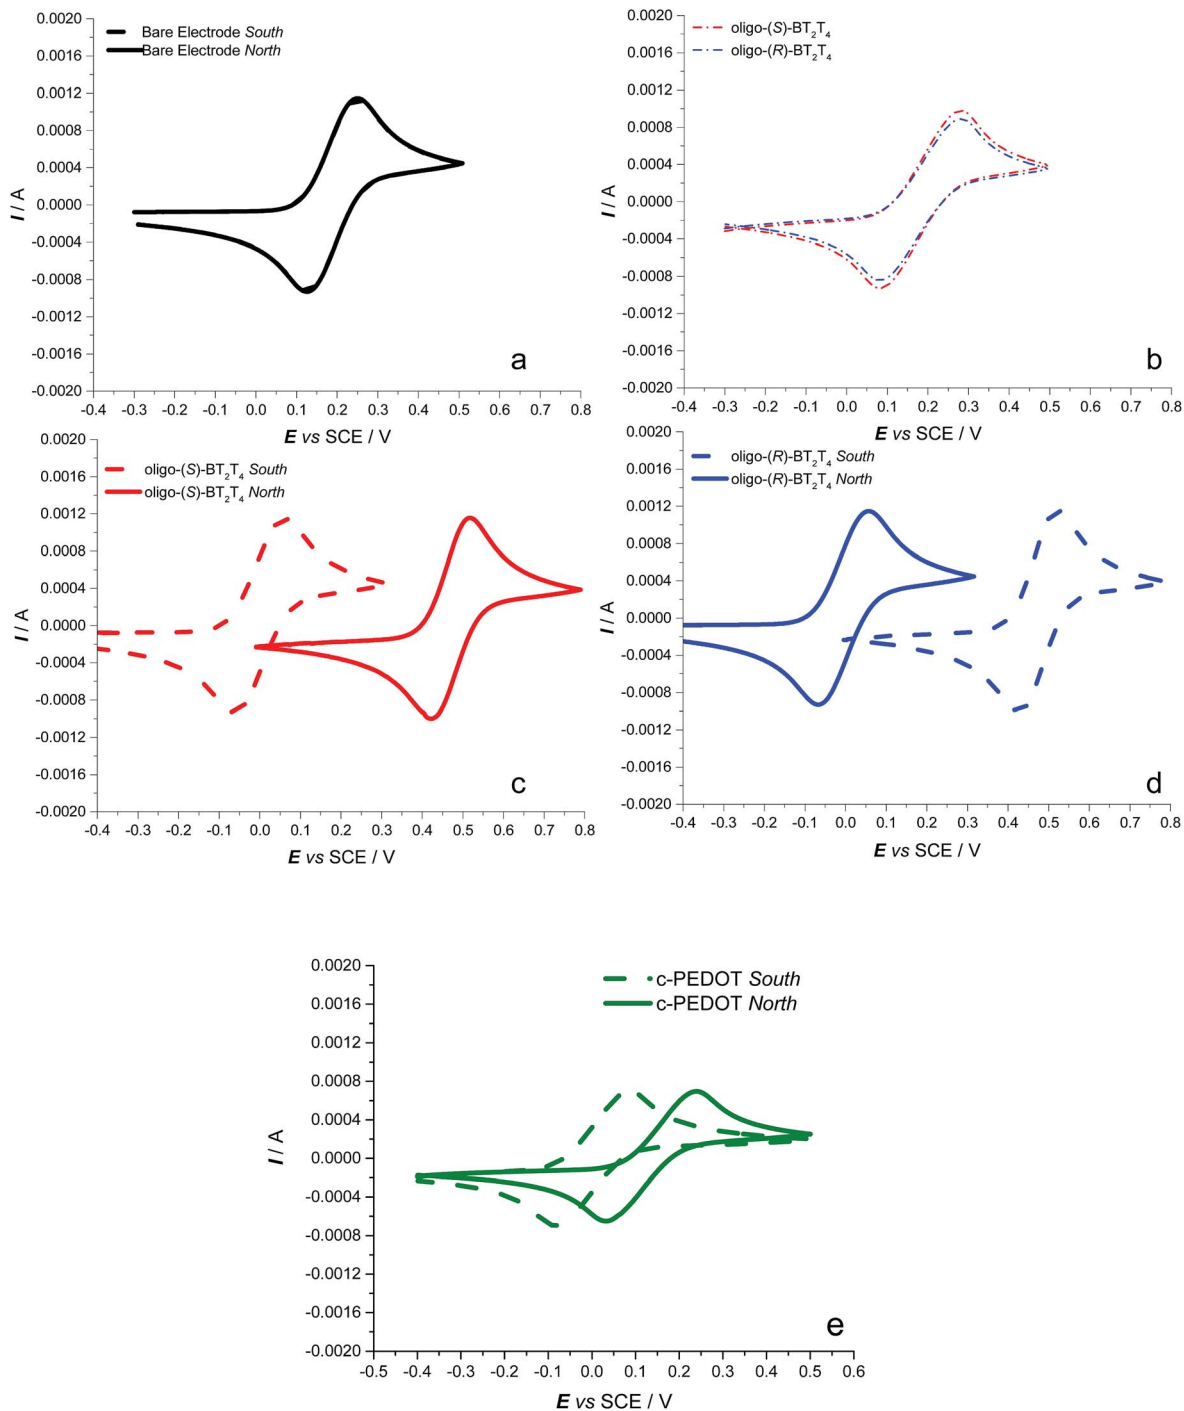 Bare Electrode South
Bare Electrode North
0.0020
0.0016
0.0012
0.0008
0.0004
0.0000
-0.0004
-0.0008
-0.0012
-0.0016
-0.0020
I / A
-0.4 -0.3 -0.2 -0.1 0.0 0.1 0.2 0.3 0.4 0.5 0.6 0.7 0.8
E vs SCE / V
a
oligo-(S)-BT₂T₄
oligo-(R)-BT₂T₄
0.0020
0.0016
0.0012
0.0008
0.0004
0.0000
-0.0004
-0.0008
-0.0012
-0.0016
-0.0020
I / A
-0.4 -0.3 -0.2 -0.1 0.0 0.1 0.2 0.3 0.4 0.5 0.6 0.7 0.8
E vs SCE / V
b
oligo-(S)-BT₂T₄ South
oligo-(S)-BT₂T₄ North
0.0020
0.0016
0.0012
0.0008
0.0004
0.0000
-0.0004
-0.0008
-0.0012
-0.0016
-0.0020
I / A
-0.4 -0.3 -0.2 -0.1 0.0 0.1 0.2 0.3 0.4 0.5 0.6 0.7 0.8
E vs SCE / V
c
oligo-(R)-BT₂T₄ South
oligo-(R)-BT₂T₄ North
0.0020
0.0016
0.0012
0.0008
0.0004
0.0000
-0.0004
-0.0008
-0.0012
-0.0016
-0.0020
I / A
-0.4 -0.3 -0.2 -0.1 0.0 0.1 0.2 0.3 0.4 0.5 0.6 0.7 0.8
E vs SCE / V
d
c-PEDOT South
c-PEDOT North
0.0020
0.0016
0.0012
0.0008
0.0004
0.0000
-0.0004
-0.0008
-0.0012
-0.0016
-0.0020
I / A
-0.5 -0.4 -0.3 -0.2 -0.1 0.0 0.1 0.2 0.3 0.4 0.5 0.6
E vs SCE / V
e